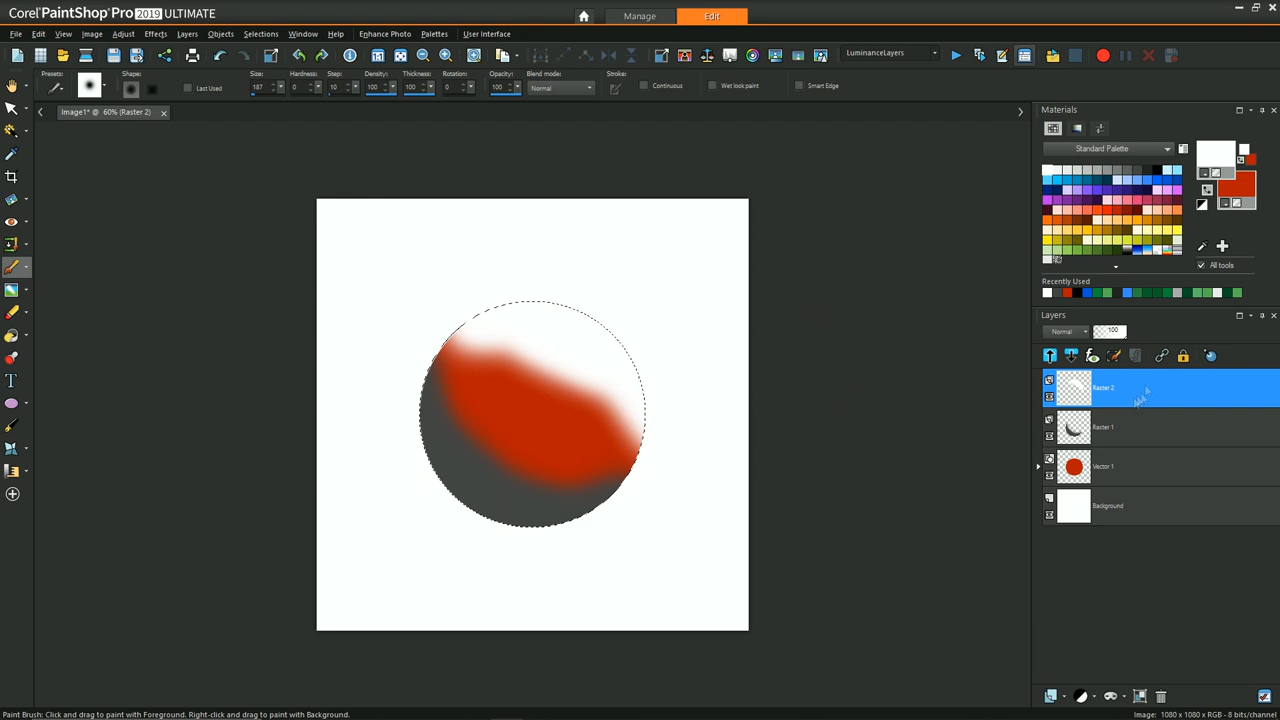 Corel PaintShop Pro 2019 ULTIMATE
Manage
Edit
File Edit View Image Adjust Effects Layers Objects Selections Window Help Enhance Photo Palettes User Interface
LuminanceLayers
Presets: Shape: Size: Hardness: Step: Density: Thickness: Rotation: Opacity: Blend mode: Stroke:
Last Used 187 0 10 100 100 0 100 Normal Continuous Wet look paint Smart Edge
Image1* @ 60% (Raster 2)
Materials
Standard Palette
All tools
Recently Used
Layers
Normal 100
Raster 2
Raster 1
Vector 1
Background
Paint Brush: Click and drag to paint with Foreground. Right-click and drag to paint with Background.
Image: 1080 x 1080 x RGB - 8 bits/channel